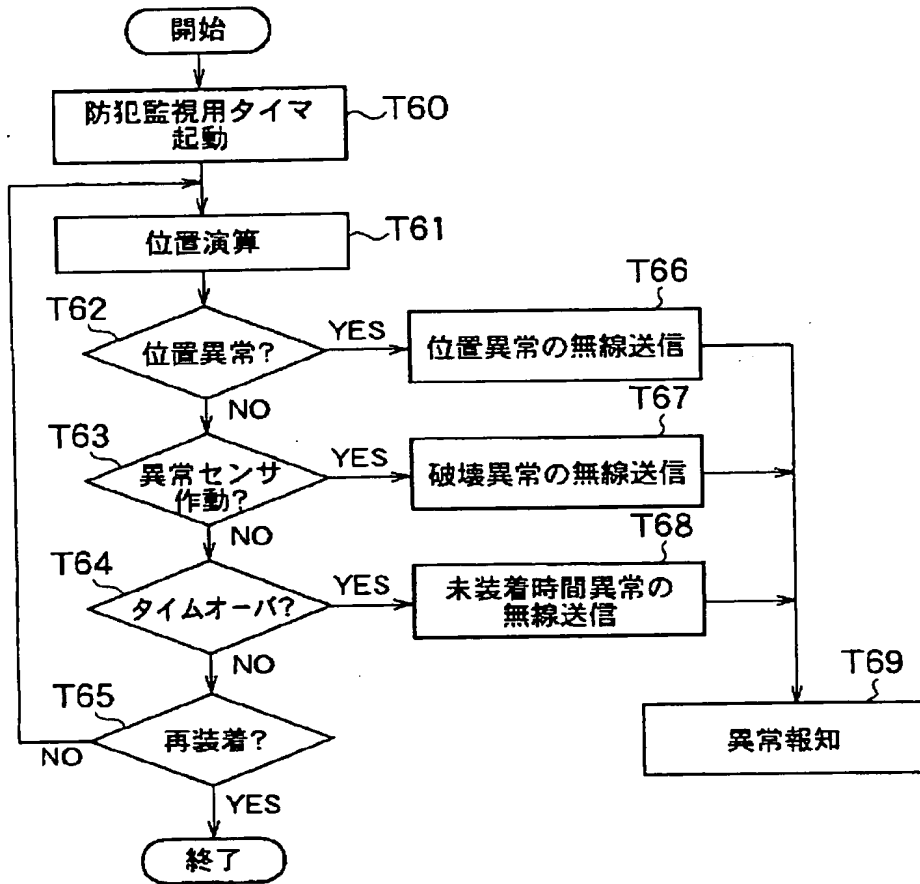 開始
防犯監視用タイマ
起動
T60
位置演算
T61
T62
位置異常?
YES
T66
位置異常の無線送信
NO
T63
異常センサ
作動?
YES
T67
破壊異常の無線送信
NO
T64
タイムオーバ?
YES
T68
未装着時間異常の
無線送信
NO
T65
再装着?
NO
T69
異常報知
YES
終了